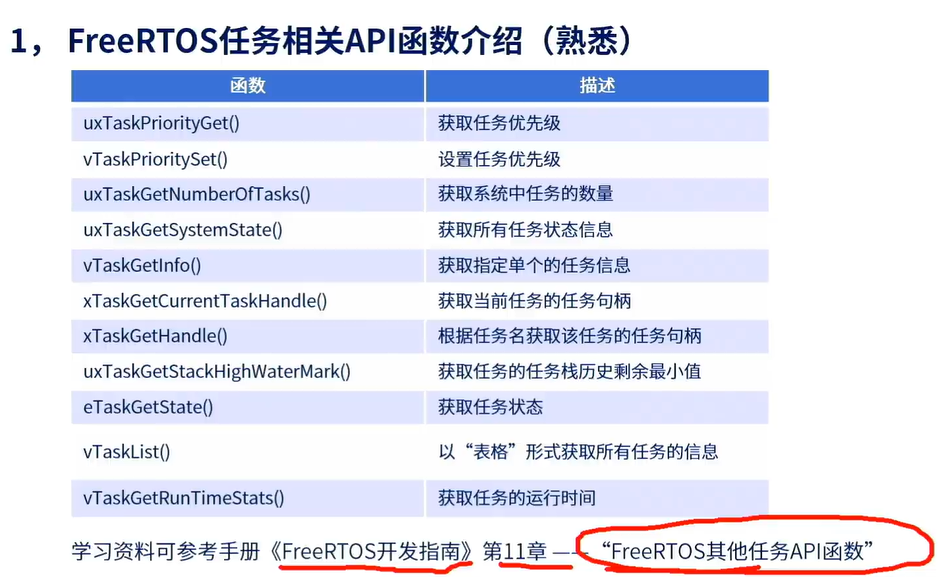 1， FreeRTOS任务相关API函数介绍（熟悉）
函数 描述
uxTaskPriorityGet() 获取任务优先级
vTaskPrioritySet() 设置任务优先级
uxTaskGetNumberOfTasks() 获取系统中任务的数量
uxTaskGetSystemState() 获取所有任务状态信息
vTaskGetInfo() 获取指定单个的任务信息
xTaskGetCurrentTaskHandle() 获取当前任务的任务句柄
xTaskGetHandle() 根据任务名获取该任务的任务句柄
uxTaskGetStackHighWaterMark() 获取任务的任务栈历史剩余最小值
eTaskGetState() 获取任务状态
vTaskList() 以“表格”形式获取所有任务的信息
vTaskGetRunTimeStats() 获取任务的运行时间
学习资料可参考手册《FreeRTOS开发指南》第11章 —— “FreeRTOS其他任务API函数”